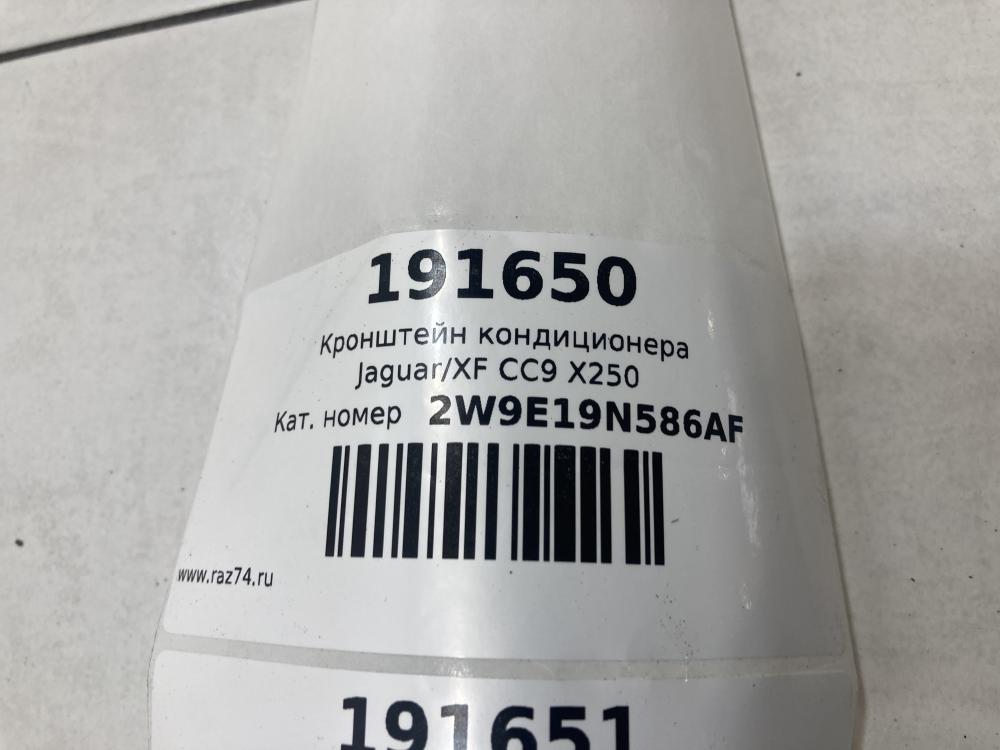 191650
Кронштейн кондиционера
Jaguar/XF CC9 X250
Кат. номер 2W9E19N586AF
www.raz74.ru
191651